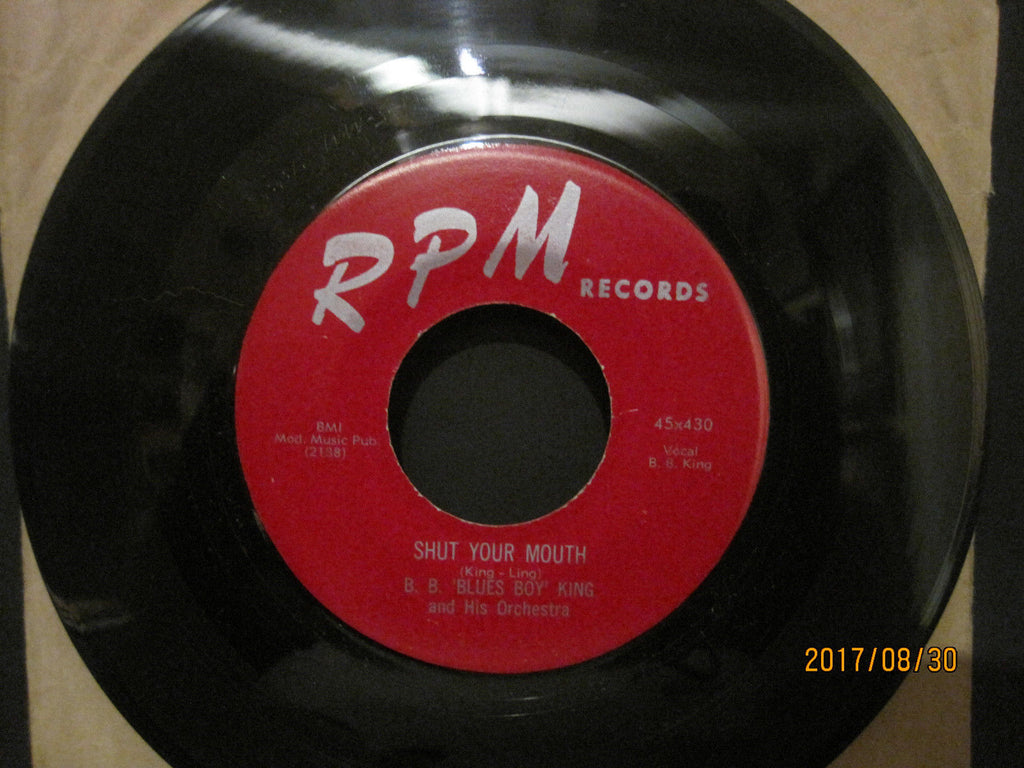 RPM
RECORDS
BMI
Mod. Music Pub.
(2138)
45x430
Vocal
B. B. King
SHUT YOUR MOUTH
(King - Ling)
B. B. 'BLUES BOY' KING
and His Orchestra
2017/08/30